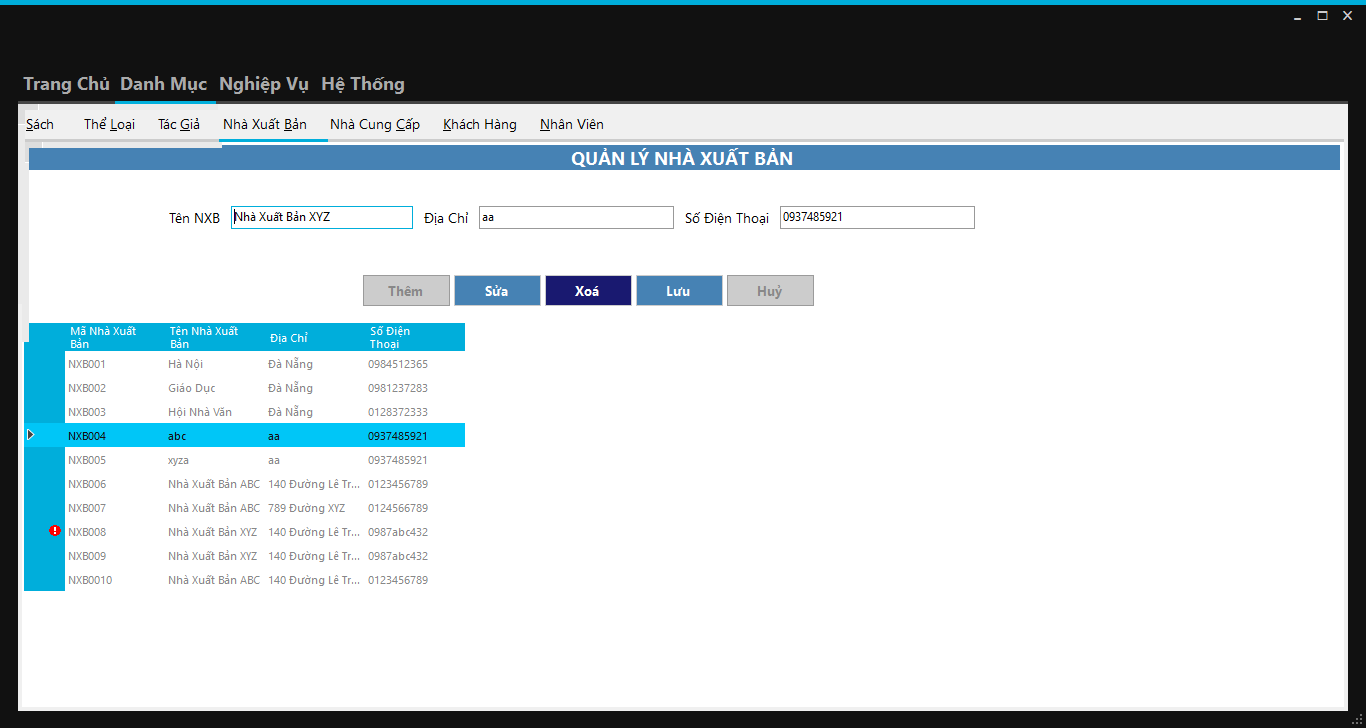 Trang Chủ Danh Mục Nghiệp Vụ Hệ Thống
Sách Thể Loại Tác Giả Nhà Xuất Bản Nhà Cung Cấp Khách Hàng Nhân Viên
QUẢN LÝ NHÀ XUẤT BẢN
Tên NXB Nhà Xuất Bản XYZ Địa Chỉ aa Số Điện Thoại 0937485921
Thêm Sửa Xoá Lưu Huỷ
Mã Nhà Xuất Tên Nhà Xuất Địa Chỉ Số Điện
Bản Bản Thoại
NXB001 Hà Nội Đà Nẵng 0984512365
NXB002 Giáo Dục Đà Nẵng 0981237283
NXB003 Hội Nhà Văn Đà Nẵng 0128372333
NXB004 abc aa 0937485921
NXB005 xyza aa 0937485921
NXB006 Nhà Xuất Bản ABC 140 Đường Lê Tr... 0123456789
NXB007 Nhà Xuất Bản ABC 789 Đường XYZ 0124566789
NXB008 Nhà Xuất Bản XYZ 140 Đường Lê Tr... 0987abc432
NXB009 Nhà Xuất Bản XYZ 140 Đường Lê Tr... 0987abc432
NXB0010 Nhà Xuất Bản ABC 140 Đường Lê Tr... 0123456789